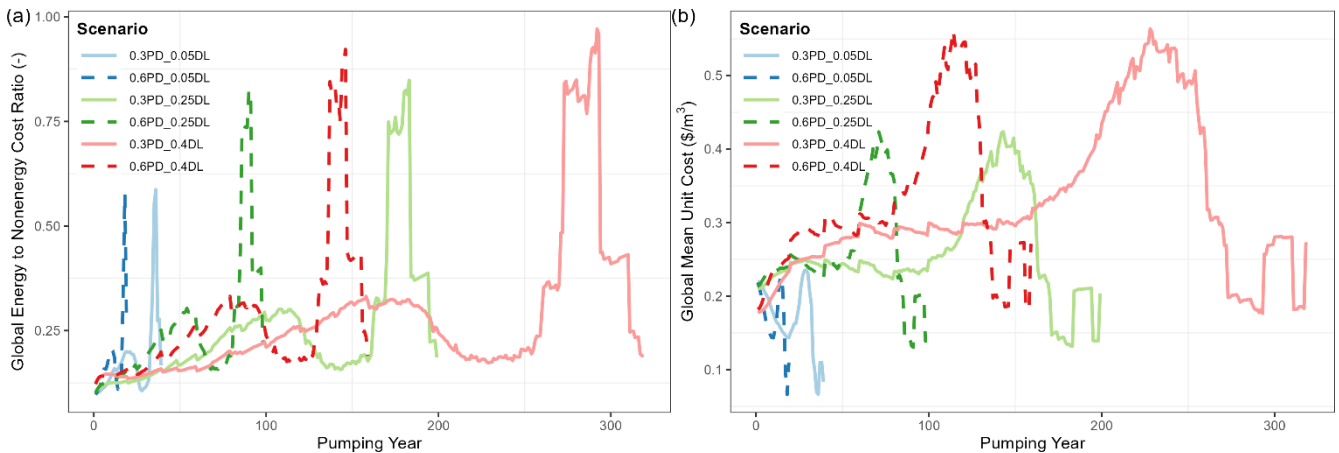 (a)
Global Energy to Nonenergy Cost Ratio (-)
1.00
0.75
0.50
0.25
Scenario
0.3PD_0.05DL
0.6PD_0.05DL
0.3PD_0.25DL
0.6PD_0.25DL
0.3PD_0.4DL
0.6PD_0.4DL
0 100 200 300
Pumping Year
(b)
Global Mean Unit Cost ($/m³)
0.5
0.4
0.3
0.2
0.1
Scenario
0.3PD_0.05DL
0.6PD_0.05DL
0.3PD_0.25DL
0.6PD_0.25DL
0.3PD_0.4DL
0.6PD_0.4DL
0 100 200 300
Pumping Year